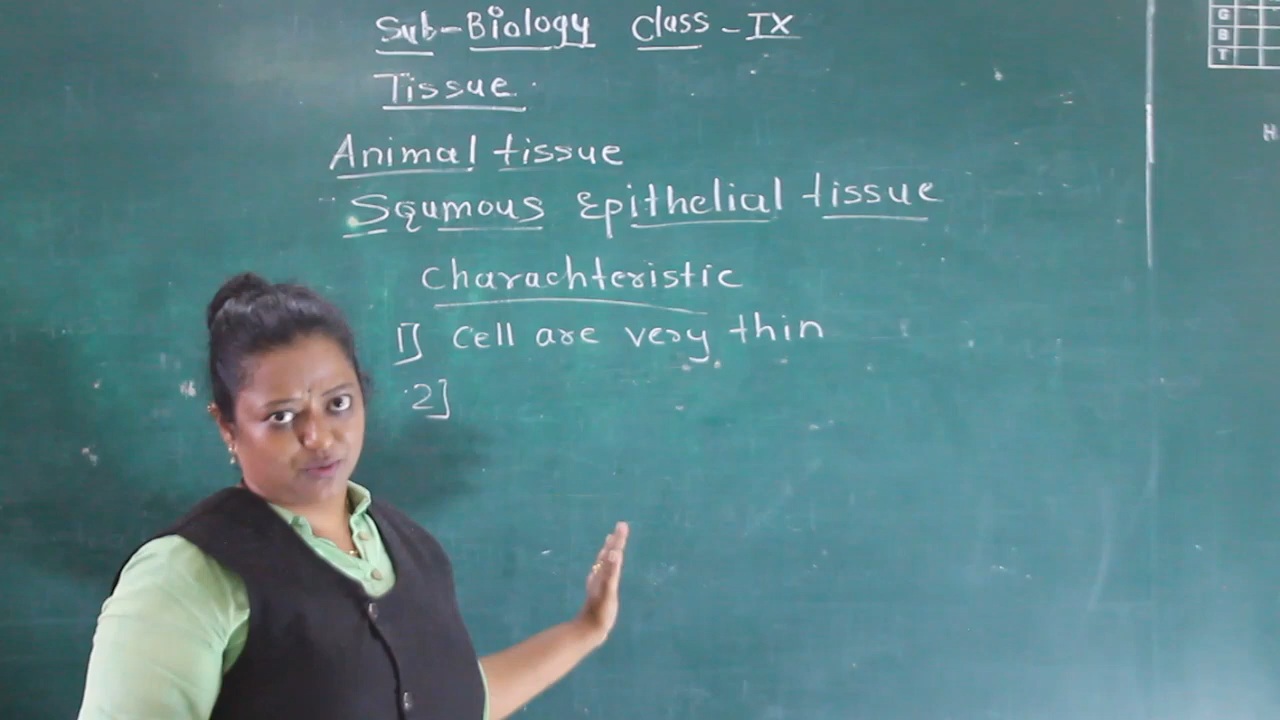 Sub-Biology Class-IX
Tissue
Animal tissue
Squmous Epithelial tissue
Charachteristic
1] Cell are very thin
2]
G
B
T
H